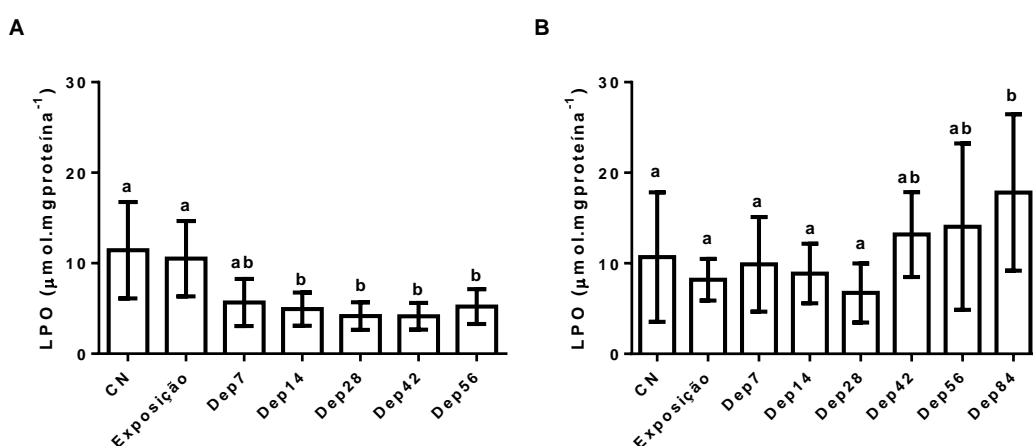 A
LPO (μmol.mgproteína-1)
30
20
10
0
a
a
ab
b
b
b
b
CN
Exposição
Dep7
Dep14
Dep28
Dep42
Dep56
B
LPO (μmol.mgproteína-1)
30
20
10
0
a
a
a
a
a
ab
ab
b
CN
Exposição
Dep7
Dep14
Dep28
Dep42
Dep56
Dep84